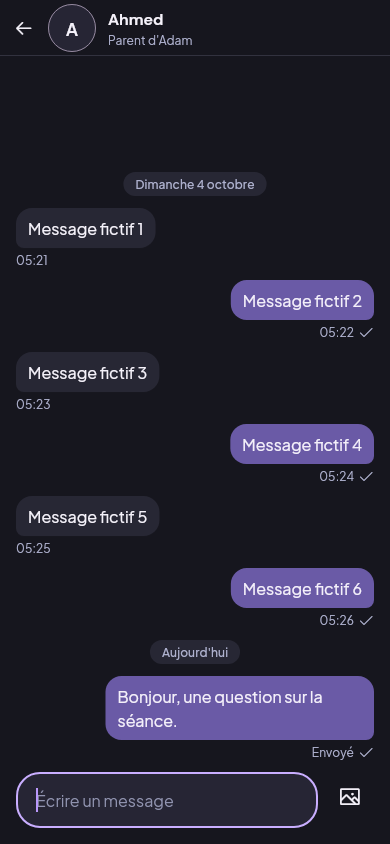 Ahmed
A
Parent d'Adam
Dimanche 4 octobre
Message fictif 1
05:21
Message fictif 2
05:22
Message fictif 3
05:23
Message fictif 4
05:24
Message fictif 5
05:25
Message fictif 6
05:26
Aujourd'hui
Bonjour, une question sur la
séance.
Envoyé
Écrire un message